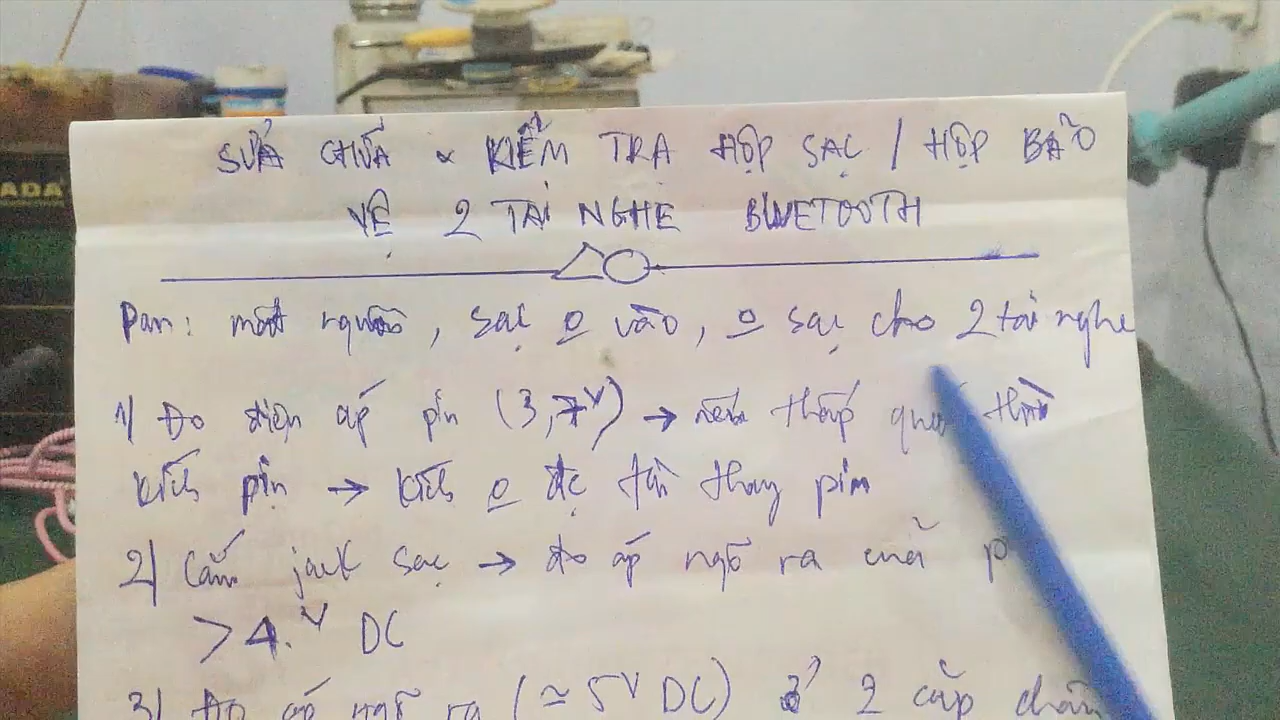 ADA
SỬA CHỮA & KIỂM TRA HỘP SẠC / HỘP BẢO
VỆ 2 TAI NGHE BLUETOOTH
Pan: mất nguồn, sạc o vào, o sạc cho 2 tai nghe
1) Đo điện áp pin (3,7V) → nếu thấp quá thì
kích pin → kích o đc thì thay pin
2) Cắm jack sạc → đo áp ngõ ra của p
>4.V DC
3) Đo áp ngõ ra (≃ 5V DC) ở 2 cặp chân